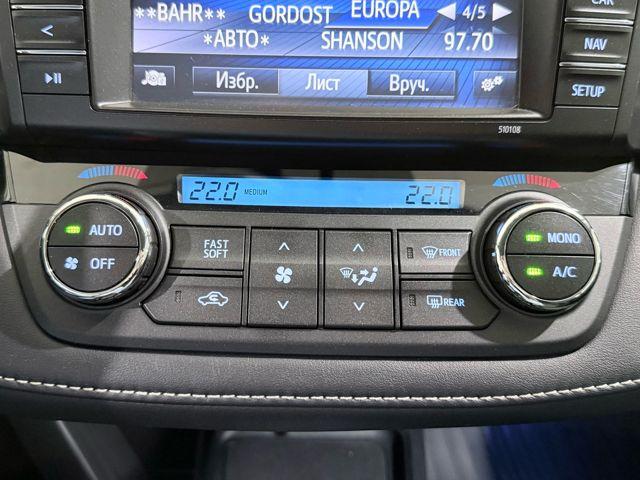 **ВАНR** GORDOST EUROPA 4/5
*АВТО* SHANSON 97.70
Избр. Лист Вруч.
CAR
NAV
SETUP
510108
22.0 MEDIUM 22.0
AUTO
OFF
FAST
SOFT
FRONT
REAR
MONO
A/C